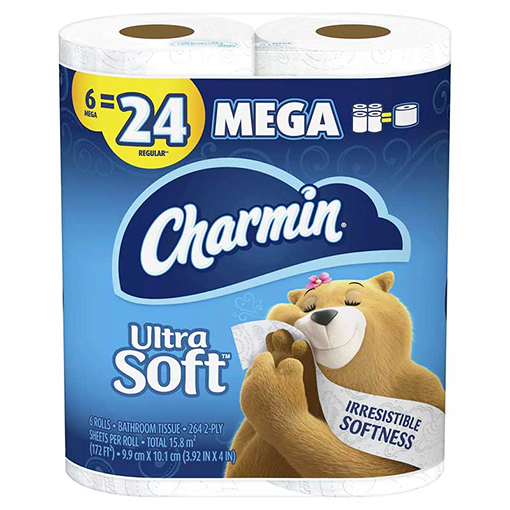 6 = 24 MEGA
MEGA REGULAR**
Charmin®
Ultra
Soft™
IRRESISTIBLE
SOFTNESS
6 ROLLS • BATHROOM TISSUE • 264 2-PLY
SHEETS PER ROLL • TOTAL 15.8 m²
(172 FT²) • 9.9 cm X 10.1 cm (3.92 IN X 4 IN)